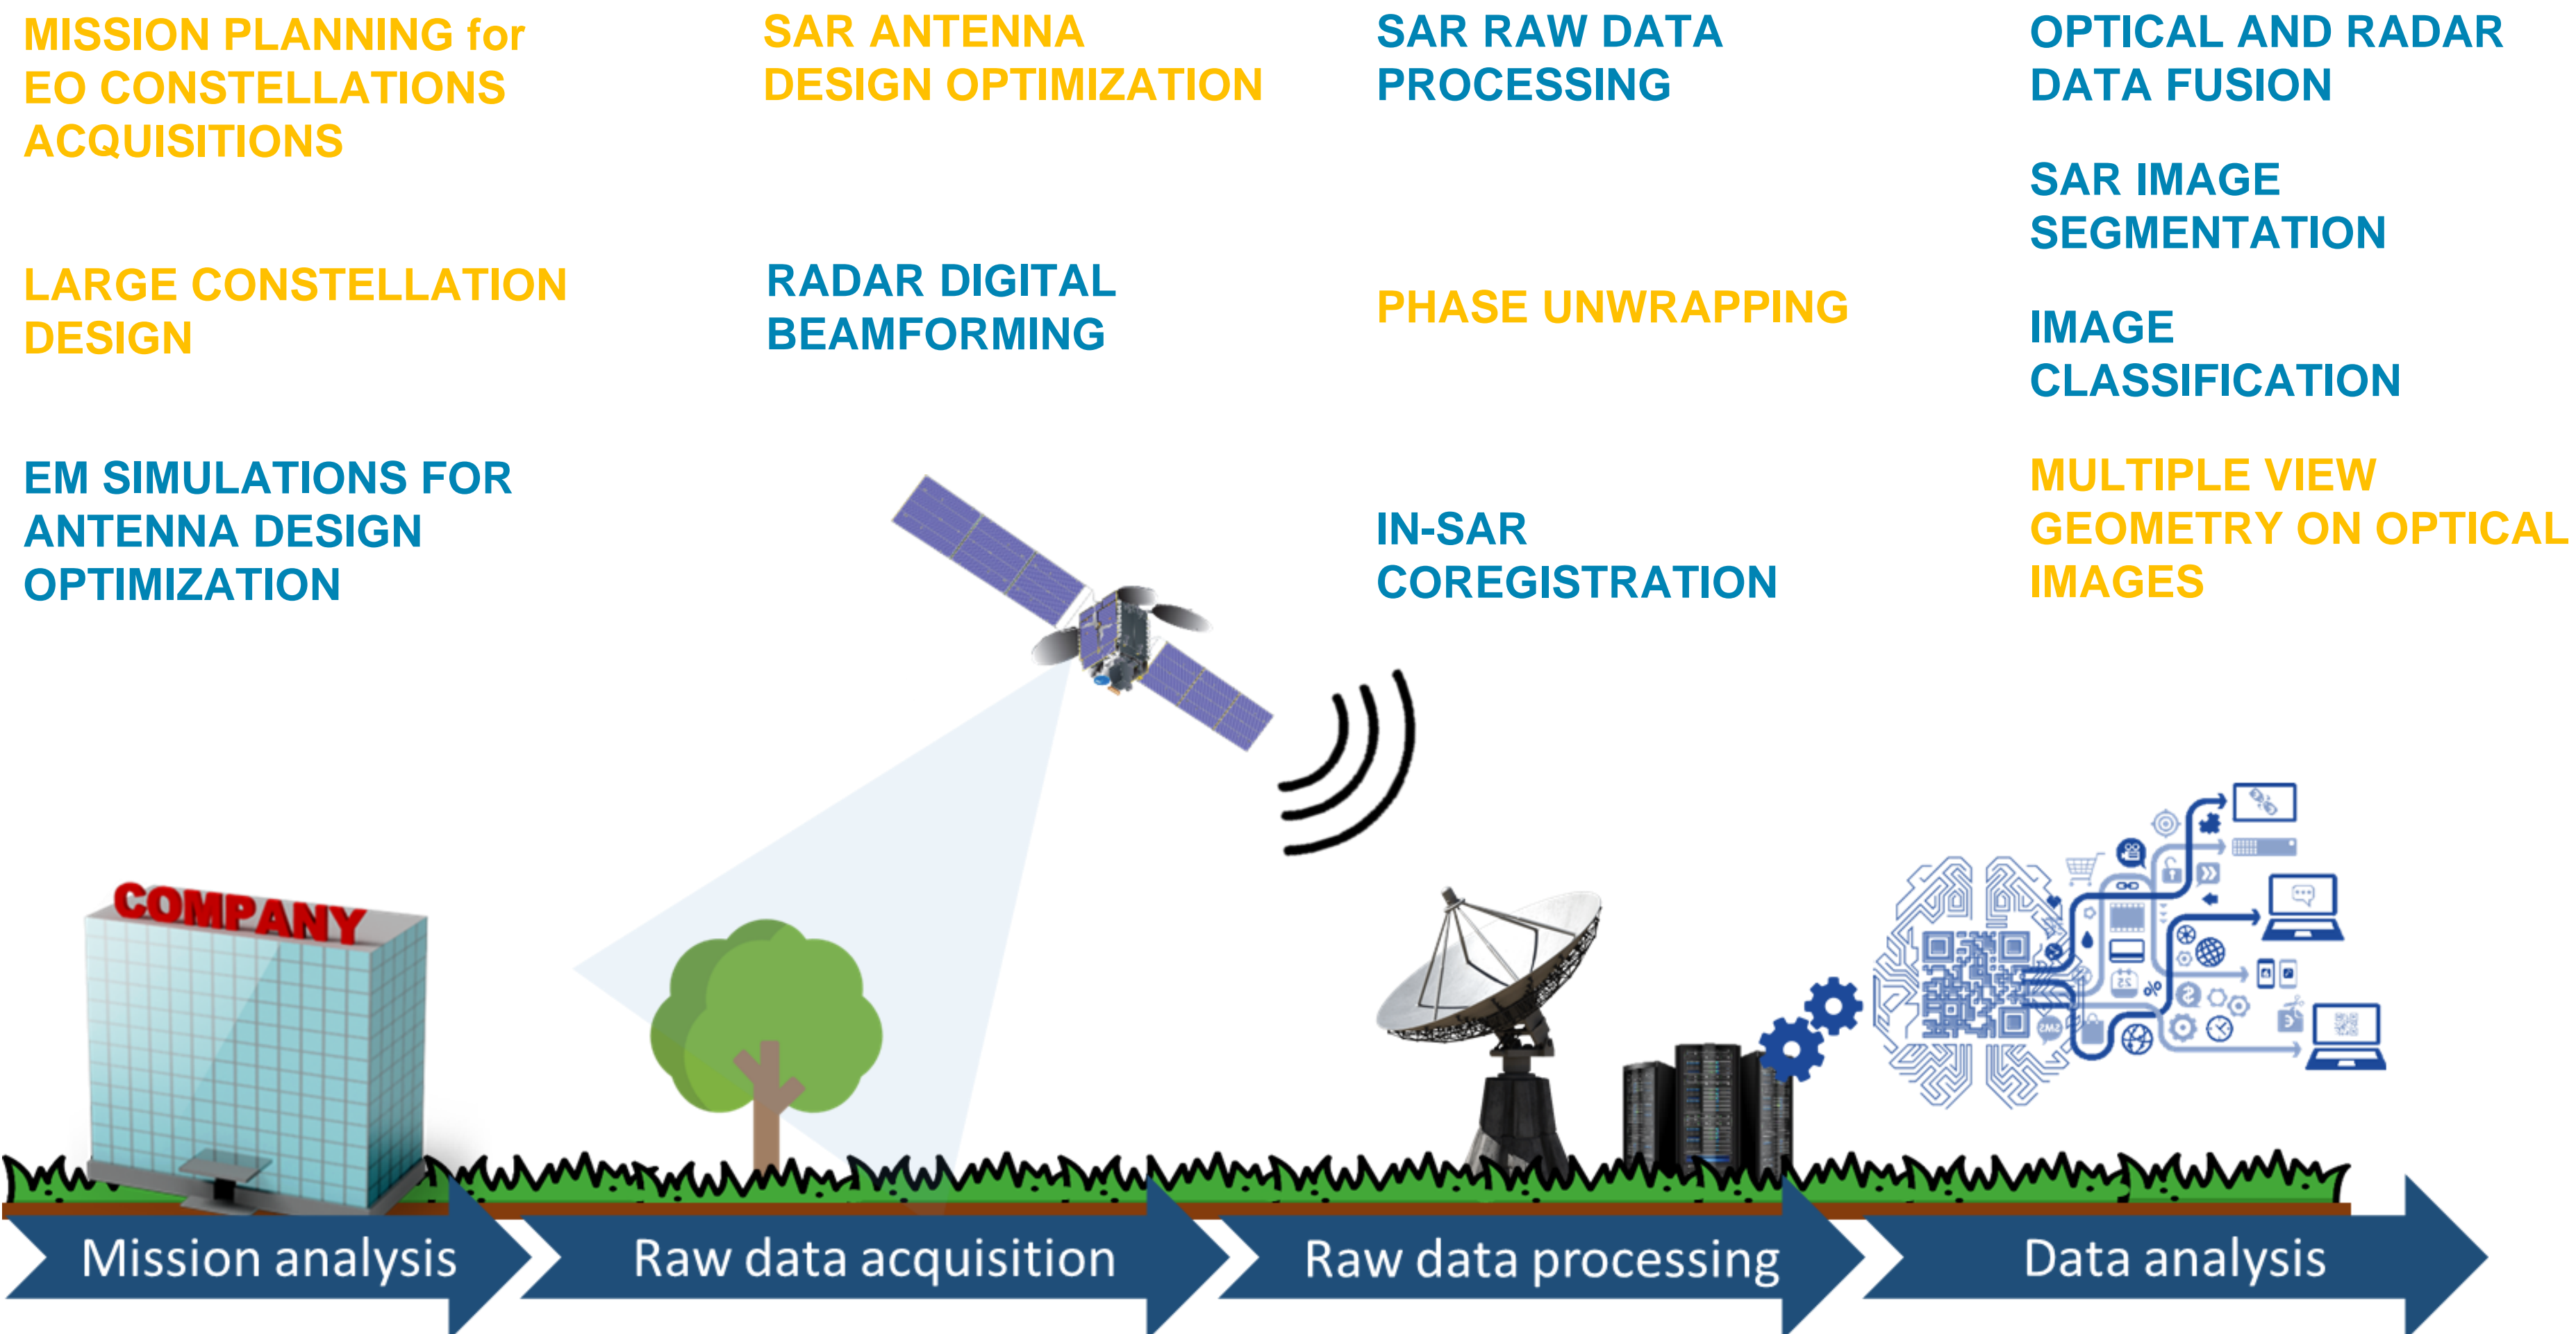 MISSION PLANNING for
EO CONSTELLATIONS
ACQUISITIONS
LARGE CONSTELLATION
DESIGN
EM SIMULATIONS FOR
ANTENNA DESIGN
OPTIMIZATION
SAR ANTENNA
DESIGN OPTIMIZATION
RADAR DIGITAL
BEAMFORMING
SAR RAW DATA
PROCESSING
PHASE UNWRAPPING
IN-SAR
COREGISTRATION
OPTICAL AND RADAR
DATA FUSION
SAR IMAGE
SEGMENTATION
IMAGE
CLASSIFICATION
MULTIPLE VIEW
GEOMETRY ON OPTICAL
IMAGES
COMPANY
Mission analysis
Raw data acquisition
Raw data processing
Data analysis